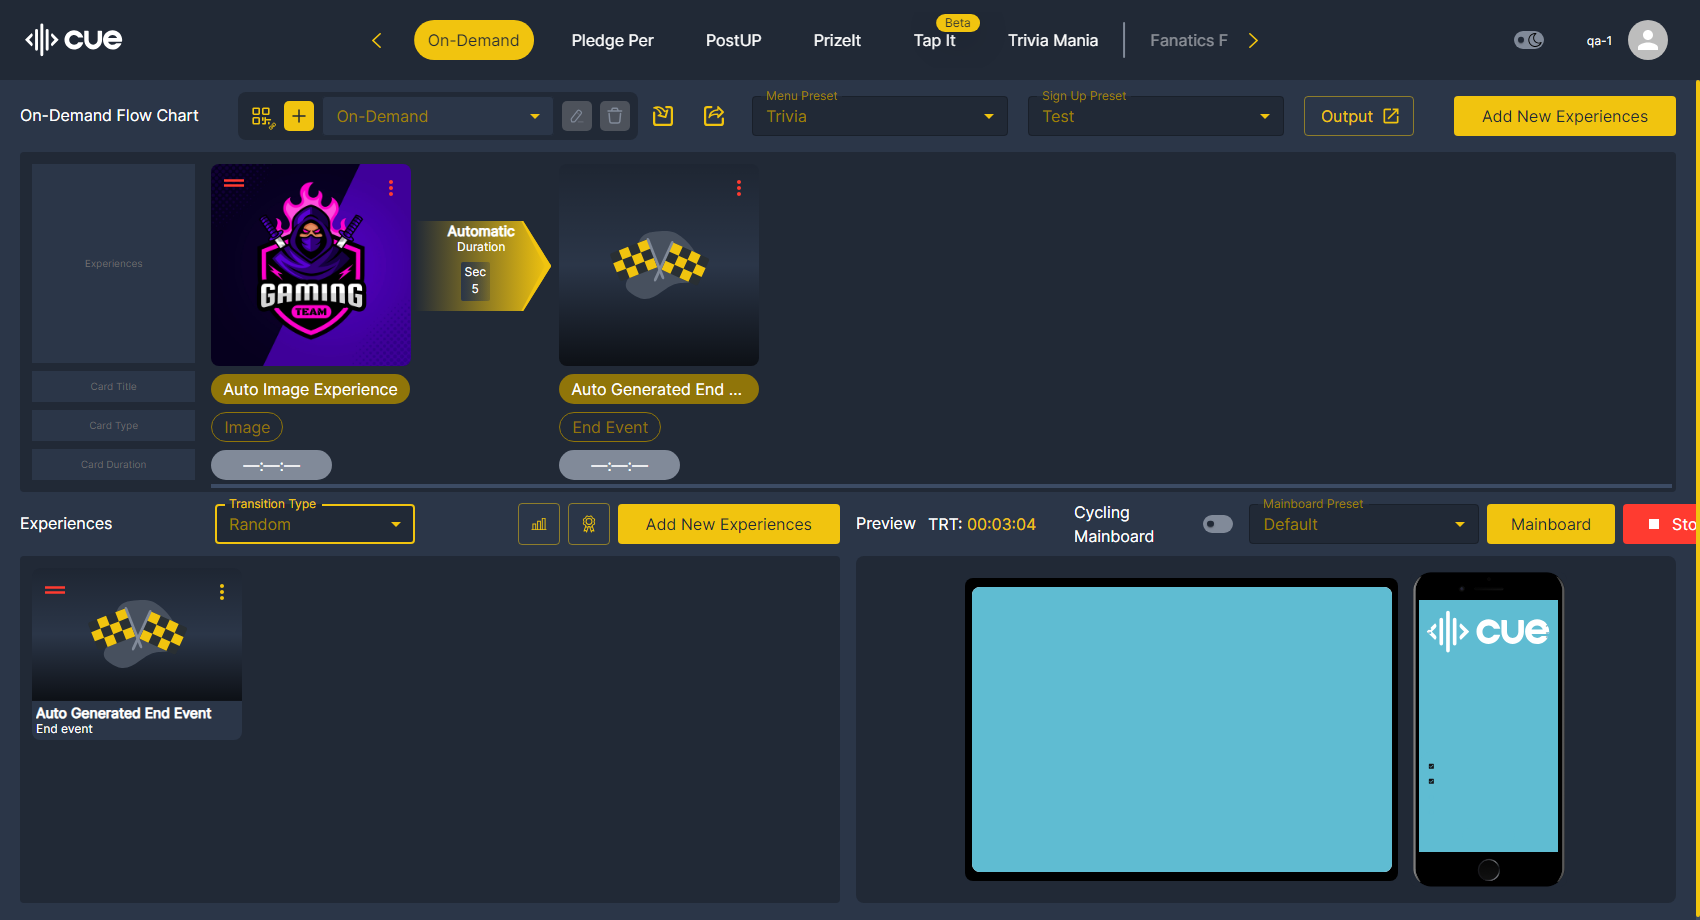 cue
On-Demand
Pledge Per
PostUP
PrizeIt
Beta
Tap It
Trivia Mania
Fanatics F
qa-1
On-Demand Flow Chart
On-Demand
Menu Preset
Trivia
Sign Up Preset
Test
Output
Add New Experiences
Experiences
GAMING
TEAM
Automatic
Duration
Sec
5
Card Title
Auto Image Experience
Auto Generated End ...
Card Type
Image
End Event
Card Duration
—:—:—
—:—:—
Experiences
Transition Type
Random
Add New Experiences
Preview
TRT: 00:03:04
Cycling
Mainboard
Mainboard Preset
Default
Mainboard
Sto
Auto Generated End Event
End event
cue